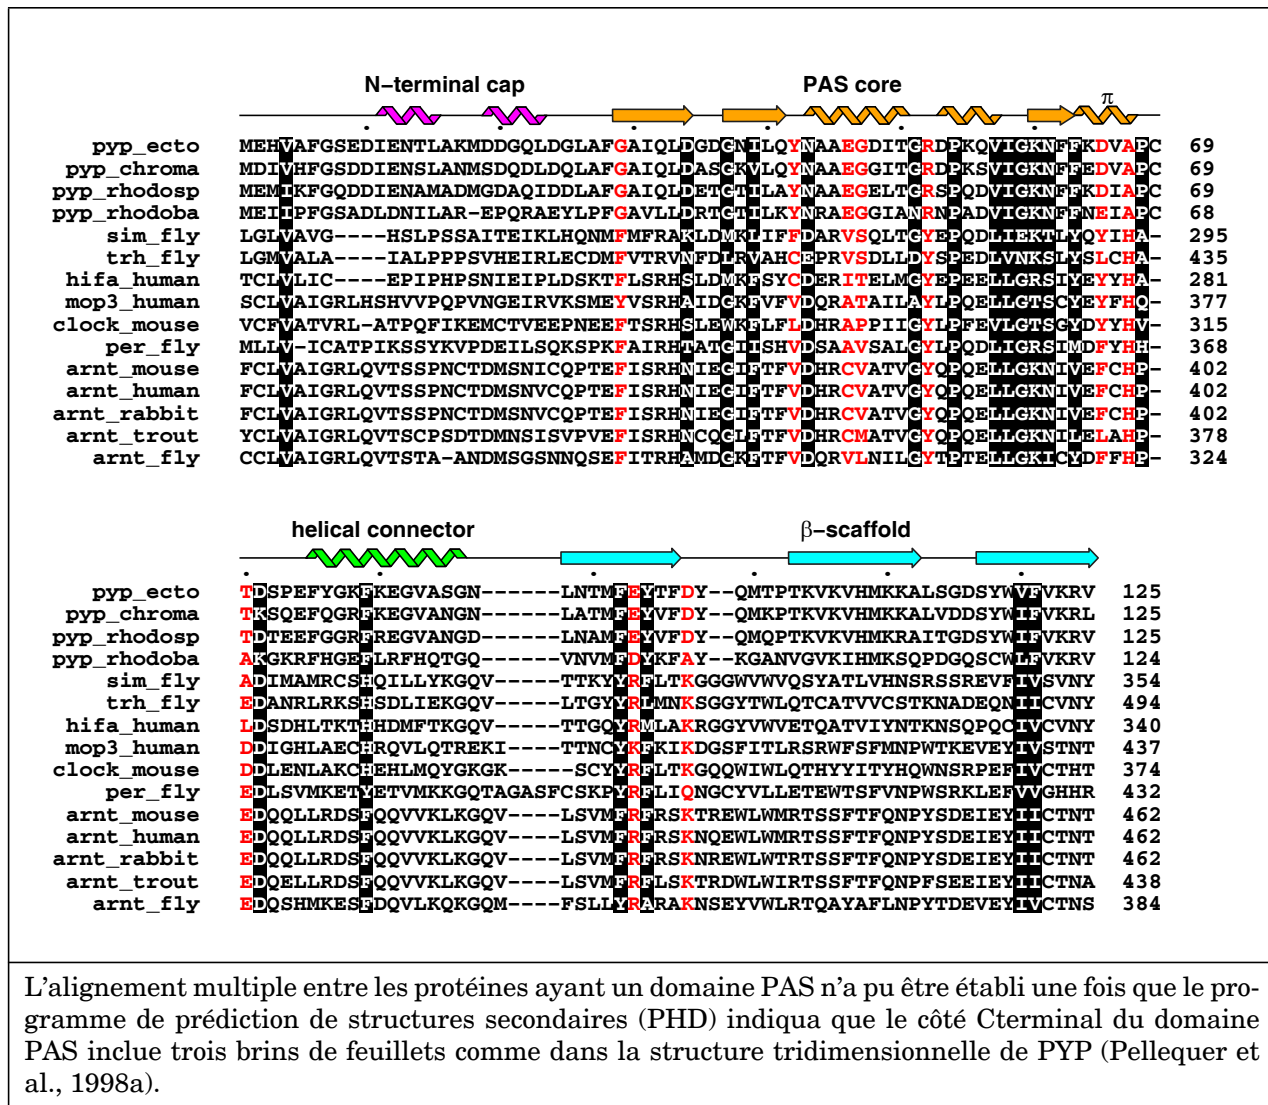 N-terminal cap PAS core π
pyp_ecto MEHVAFGSEDIENTLAKMDDGQLDGLAFGAIQLDGDGNILQYNAAEGDITGRDPKQVIGKNFFKDVAPC 69
pyp_chroma MDIVHFGSDDIENSLANMSDQDLDQLAFGAIQLDASGKVLQYNAAEGGITGRDPKSVIGKNFFEDVAPC 69
pyp_rhodosp MEMIKFGQDDIENAMADMGDAQIDDLAFGAIQLDETGTILAYNAAEGELTGRSPQDVIGKNFFKDIAPC 69
pyp_rhodoba MEIIPFGSADLDNILAR-EPQRAEYLPFGAVLLDRTGTILKYNRAEGGIANRNPADVIGKNFFNEIAPC 68
sim_fly LGLVAVG----HSLPSSAITEIKLHQNMFMFRAKLDMKLIFFDARVSQLTGYEPQDLIEKTLYQYIHA- 295
trh_fly LGMVALA----IALPPPSVHEIRLECDMFVTRVNFDLRVAHCEPRVSDLLDYSPEDLVNKSLYSLCHA- 435
hifa_human TCLVLIC----EPIPHPSNIEIPLDSKTFLSRHSLDMKFSYCDERITELMGYEPEELLGRSIYEYYHA- 281
mop3_human SCLVAIGRLHSHVVPQPVNGEIRVKSMEYVSRHAIDGKFVFVDQRATAILAYLPQELLGTSCYEYFHQ- 377
clock_mouse VCFVATVRL-ATPQFIKEMCTVEEPNEEFTSRHSLEWKFLFLDHRAPPIIGYLPFEVLGTSGYDYYHV- 315
per_fly MLLV-ICATPIKSSYKVPDEILSQKSPKFAIRHTATGIISHVDSAAVSALGYLPQDLIGRSIMDFYHH- 368
arnt_mouse FCLVAIGRLQVTSSPNCTDMSNICQPTEFISRHNIEGIFTFVDHRCVATVGYQPQELLGKNIVEFCHP- 402
arnt_human FCLVAIGRLQVTSSPNCTDMSNVCQPTEFISRHNIEGIFTFVDHRCVATVGYQPQELLGKNIVEFCHP- 402
arnt_rabbit FCLVAIGRLQVTSSPNCTDMSNVCQPTEFISRHNIEGIFTFVDHRCVATVGYQPQELLGKNIVEFCHP- 402
arnt_trout YCLVAIGRLQVTSCPSDTDMNSISVPVEFISRHNCQGLFTFVDHRCMATVGYQPQELLGKNILELAHP- 378
arnt_fly CCLVAIGRLQVTSTA-ANDMSGSNNQSEFITRHAMDGKFTFVDQRVLNILGYTPTELLGKICYDFFHP- 324
helical connector β-scaffold
pyp_ecto TDSPEFYGKFKEGVASGN------LNTMFEYTFDY--QMTPTKVKVHMKKALSGDSYWVFVKRV 125
pyp_chroma TKSQEFQGRFKEGVANGN------LATMFEYVFDY--QMKPTKVKVHMKKALVDDSYWIFVKRL 125
pyp_rhodosp TDTEEFGGRFREGVANGD------LNAMFEYVFDY--QMQPTKVKVHMKRAITGDSYWIFVKRV 125
pyp_rhodoba AKGKRFHGEFLRFHQTGQ------VNVMFDYKFAY--KGANVGVKIHMKSQPDGQSCWLFVKRV 124
sim_fly ADIMAMRCSHQILLYKGQV-----TTKYYRFLTKGGGWVWVQSYATLVHNSRSSREVFIVSVNY 354
trh_fly EDANRLRKSHSDLIEKGQV-----LTGYYRLMNKSGGYTWLQTCATVVCSTKNADEQNIICVNY 494
hifa_human LDSDHLTKTHHDMFTKGQV-----TTGQYRMLAKRGGYVWVETQATVIYNTKNSQPQCIVCVNY 340
mop3_human DDIGHLAECHRQVLQTREKI----TTNCYKFKIKDGSFITLRSRWFSFMNPWTKEVEYIVSTNT 437
clock_mouse DDLENLAKCHEHLMQYGKGK-----SCYYRFLTKGQQWIWLQTHYYITYHQWNSRPEFIVCTHT 374
per_fly EDLSVMKETYETVMKKGQTAGASFCSKPYRFLIQNGCYVLLETEWTSFVNPWSRKLEFVVGHHR 432
arnt_mouse EDQQLLRDSFQQVVKLKGQV----LSVMFRFRSKTREWLWMRTSSFTFQNPYSDEIEYIICTNT 462
arnt_human EDQQLLRDSFQQVVKLKGQV----LSVMFRFRSKNQEWLWMRTSSFTFQNPYSDEIEYIICTNT 462
arnt_rabbit EDQQLLRDSFQQVVKLKGQV----LSVMFRFRSKNREWLWTRTSSFTFQNPYSDEIEYIICTNT 462
arnt_trout EDQELLRDSFQQVVKLKGQV----LSVMFRFLSKTRDWLWIRTSSFTFQNPFSEEIEYIICTNA 438
arnt_fly EDQSHMKESFDQVLKQKGQM----FSLLYRARAKNSEYVWLRTQAYAFLNPYTDEVEYIVCTNS 384
L'alignement multiple entre les protéines ayant un domaine PAS n'a pu être établi une fois que le pro-
gramme de prédiction de structures secondaires (PHD) indiqua que le côté Cterminal du domaine
PAS inclue trois brins de feuillets comme dans la structure tridimensionnelle de PYP (Pellequer et
al., 1998a).